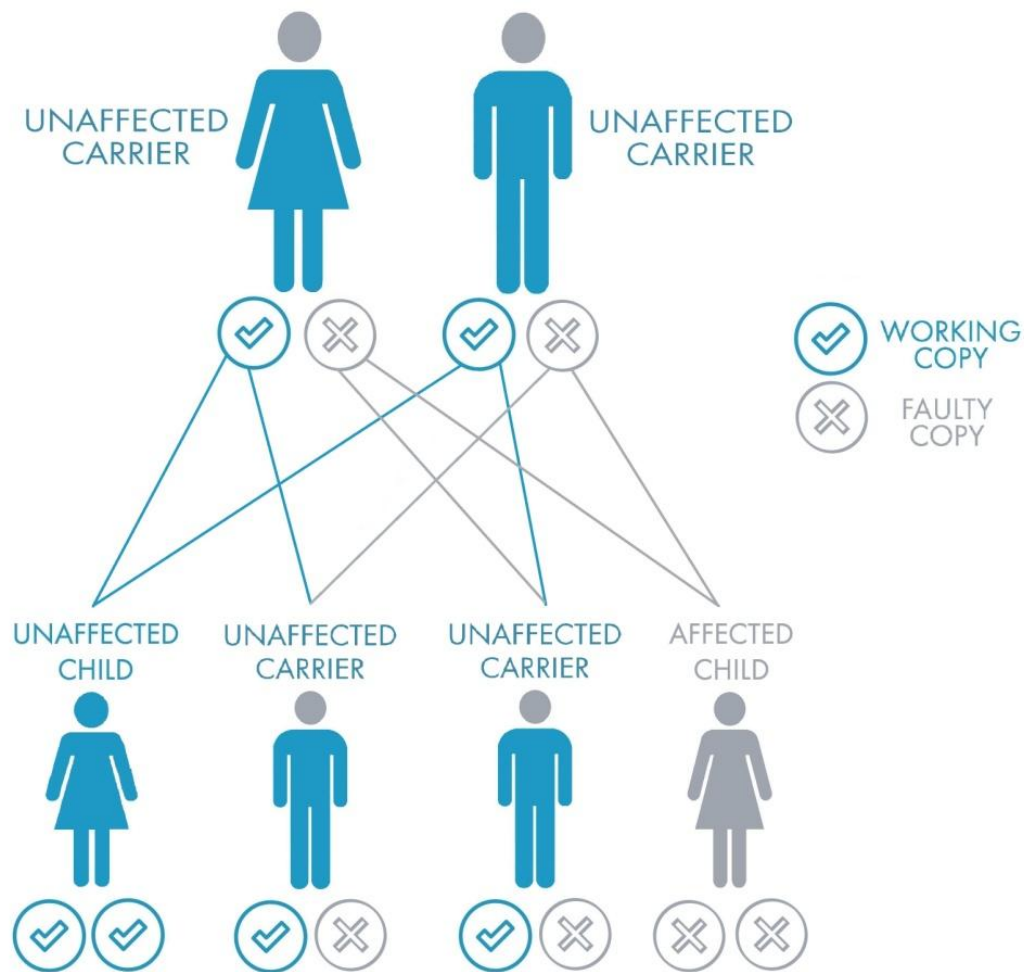 UNAFFECTED
CARRIER
UNAFFECTED
CARRIER
WORKING
COPY
FAULTY
COPY
UNAFFECTED
CHILD
UNAFFECTED
CARRIER
UNAFFECTED
CARRIER
AFFECTED
CHILD